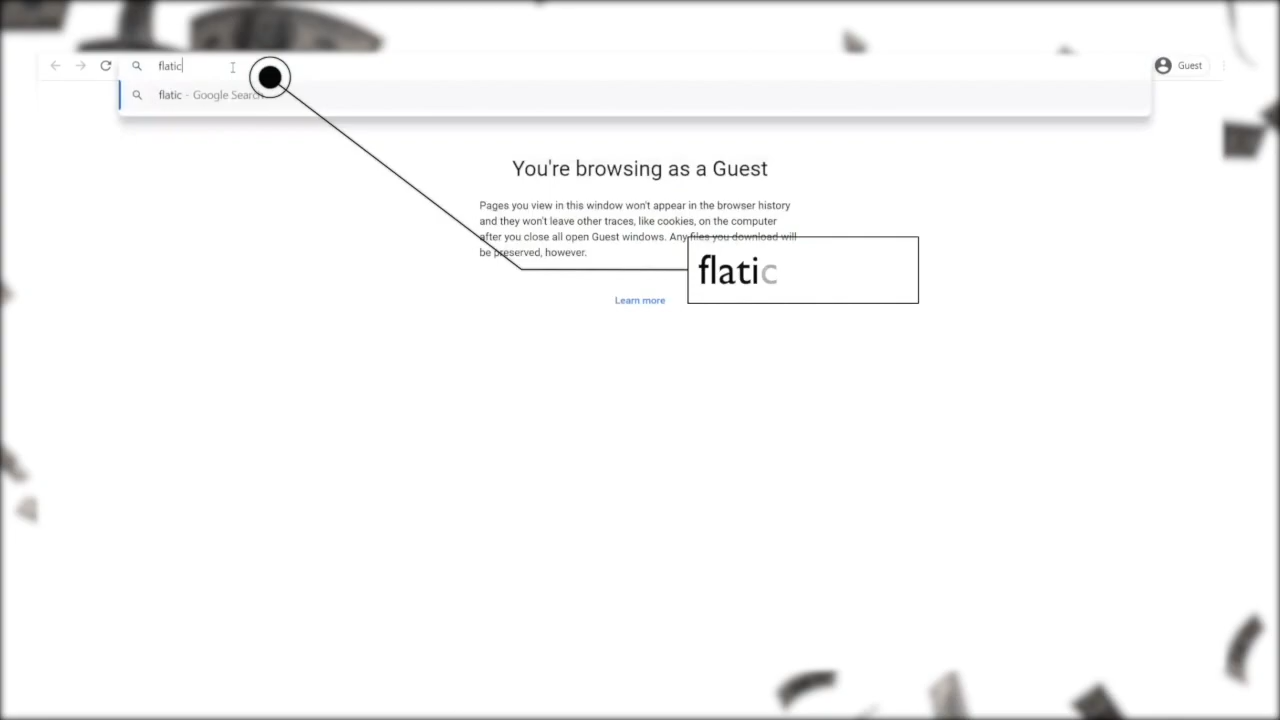 flatic
Guest
flatic - Google Search
You're browsing as a Guest
Pages you view in this window won't appear in the browser history
and they won't leave other traces, like cookies, on the computer
after you close all open Guest windows. Any files you download will
be preserved, however.
flatic
Learn more